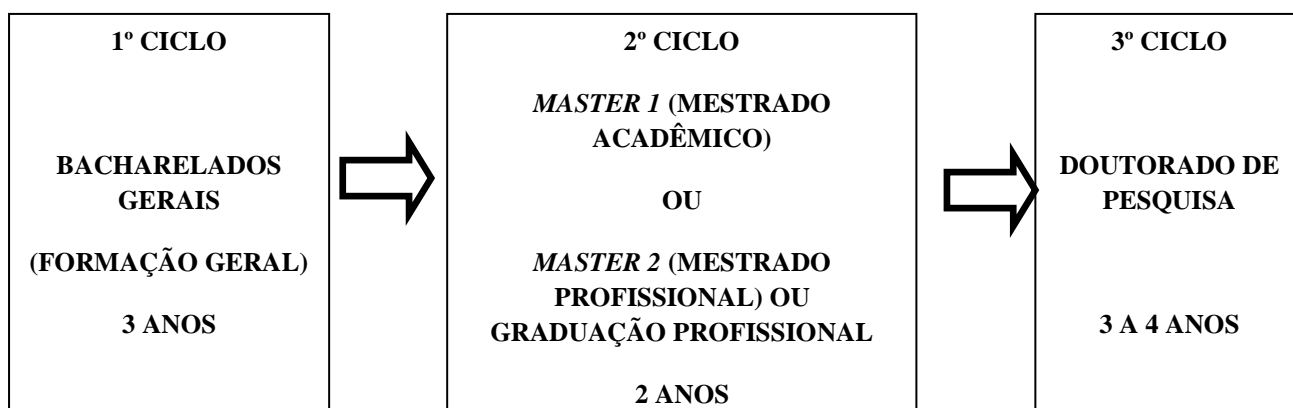 1º CICLO
BACHARELADOS
GERAIS
(FORMAÇÃO GERAL)
3 ANOS
2º CICLO
MASTER 1 (MESTRADO
ACADÊMICO)
OU
MASTER 2 (MESTRADO
PROFISSIONAL) OU
GRADUAÇÃO PROFISSIONAL
2 ANOS
3º CICLO
DOUTORADO DE
PESQUISA
3 A 4 ANOS